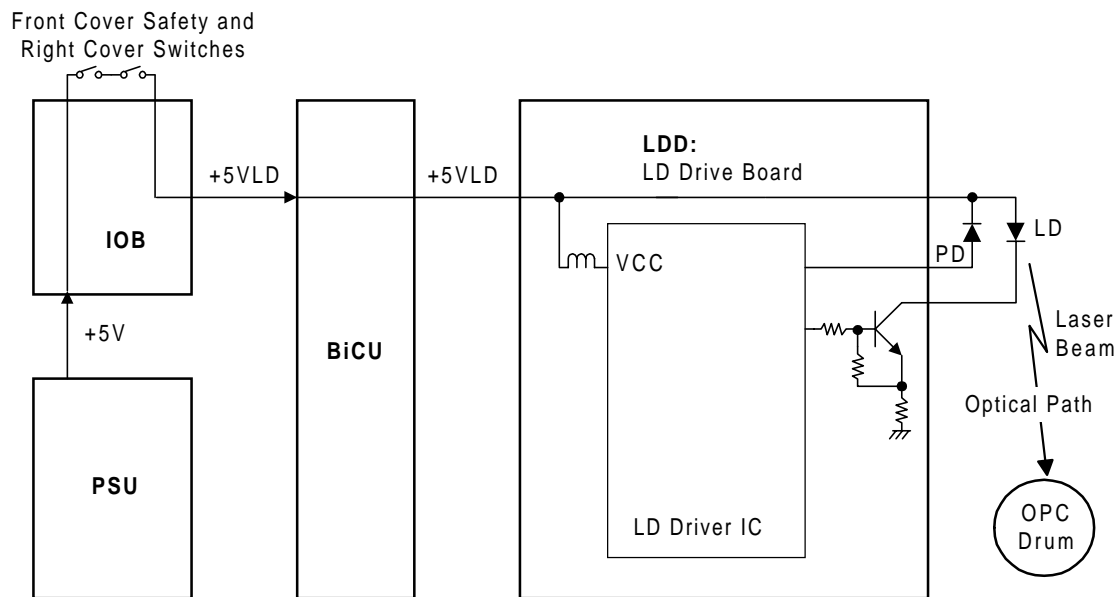 Front Cover Safety and
Right Cover Switches
+5VLD
+5VLD
LDD:
LD Drive Board
IOB
PD
LD
VCC
+5V
BiCU
Laser
Beam
Optical Path
PSU
LD Driver IC
OPC
Drum